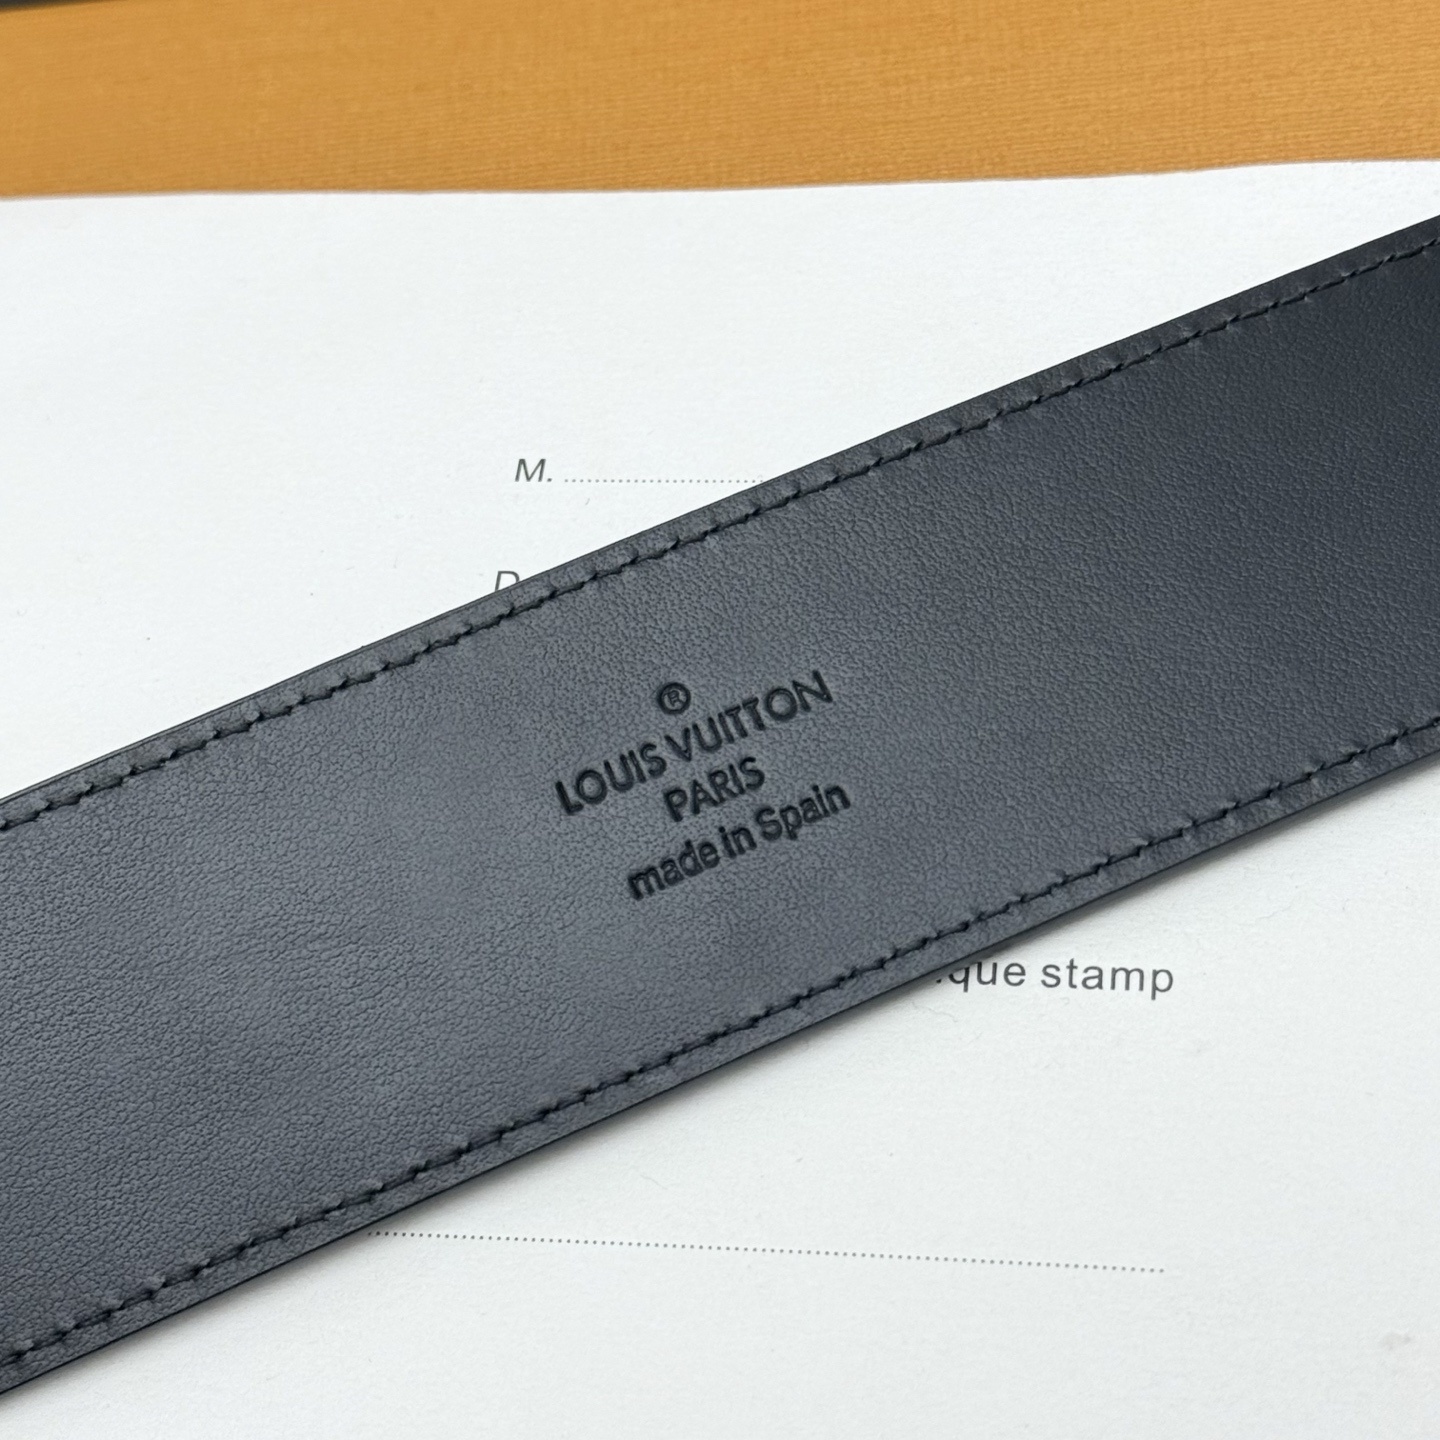 M. ........................
D
®
LOUIS VUITTON
PARIS
made in Spain
que stamp